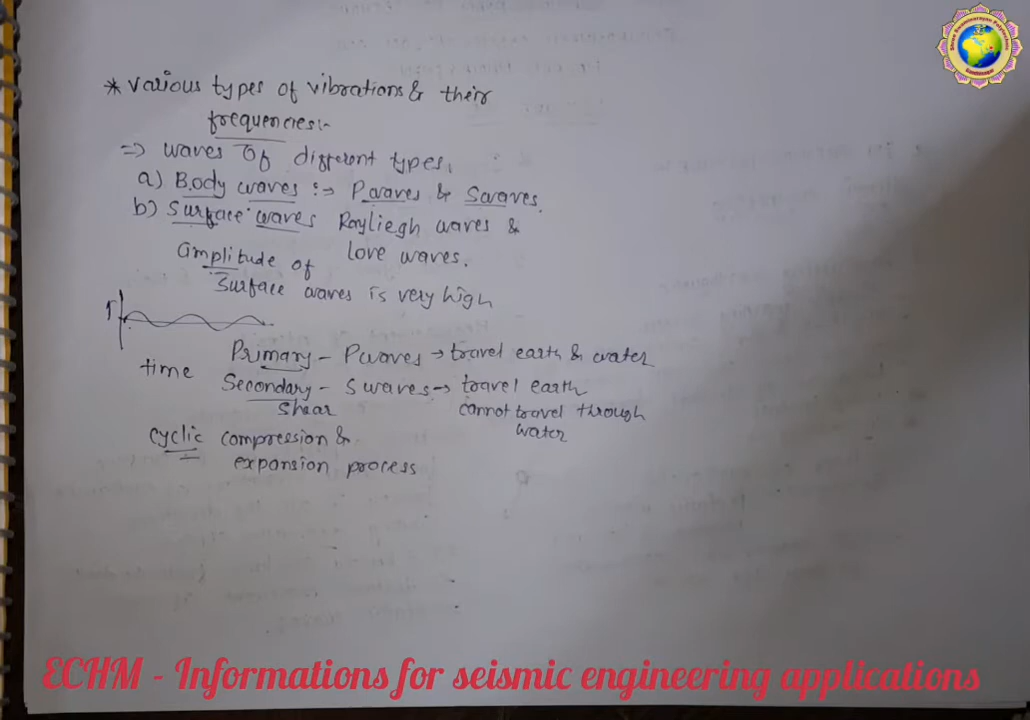 * various types of vibrations & their
frequencies:-
=> waves of different types,
a) Body waves :→ P waves & S waves.
b) Surface waves Rayliegh waves &
love waves.
amplitude of
Surface waves is very high
time
Primary - P waves → travel earth & water
Secondary - S waves → travel earth
Shear cannot travel through
water
cyclic compression &
expansion process
ECHM - Informations for seismic engineering applications